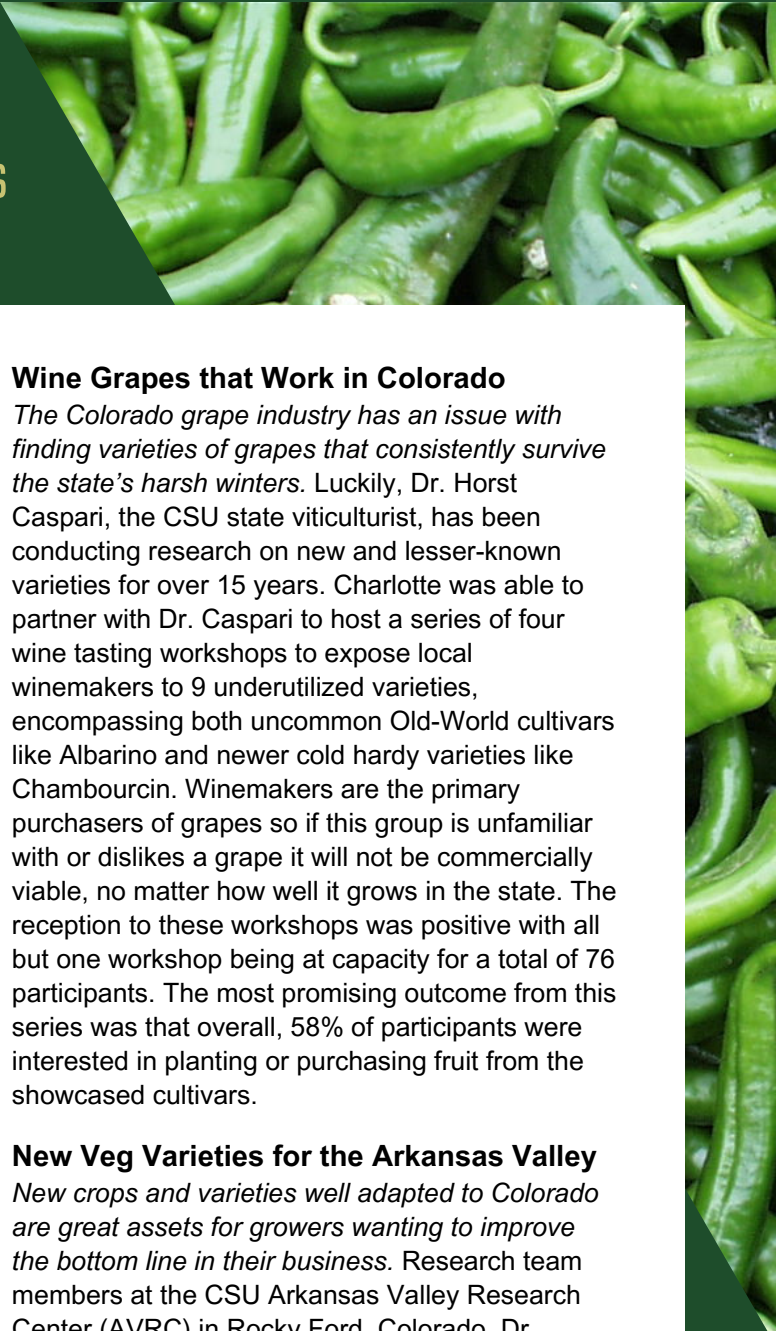 S
Wine Grapes that Work in Colorado
The Colorado grape industry has an issue with
finding varieties of grapes that consistently survive
the state’s harsh winters. Luckily, Dr. Horst
Caspari, the CSU state viticulturist, has been
conducting research on new and lesser-known
varieties for over 15 years. Charlotte was able to
partner with Dr. Caspari to host a series of four
wine tasting workshops to expose local
winemakers to 9 underutilized varieties,
encompassing both uncommon Old-World cultivars
like Albarino and newer cold hardy varieties like
Chambourcin. Winemakers are the primary
purchasers of grapes so if this group is unfamiliar
with or dislikes a grape it will not be commercially
viable, no matter how well it grows in the state. The
reception to these workshops was positive with all
but one workshop being at capacity for a total of 76
participants. The most promising outcome from this
series was that overall, 58% of participants were
interested in planting or purchasing fruit from the
showcased cultivars.
New Veg Varieties for the Arkansas Valley
New crops and varieties well adapted to Colorado
are great assets for growers wanting to improve
the bottom line in their business. Research team
members at the CSU Arkansas Valley Research
Center (AVRC) in Rocky Ford, Colorado, Dr.